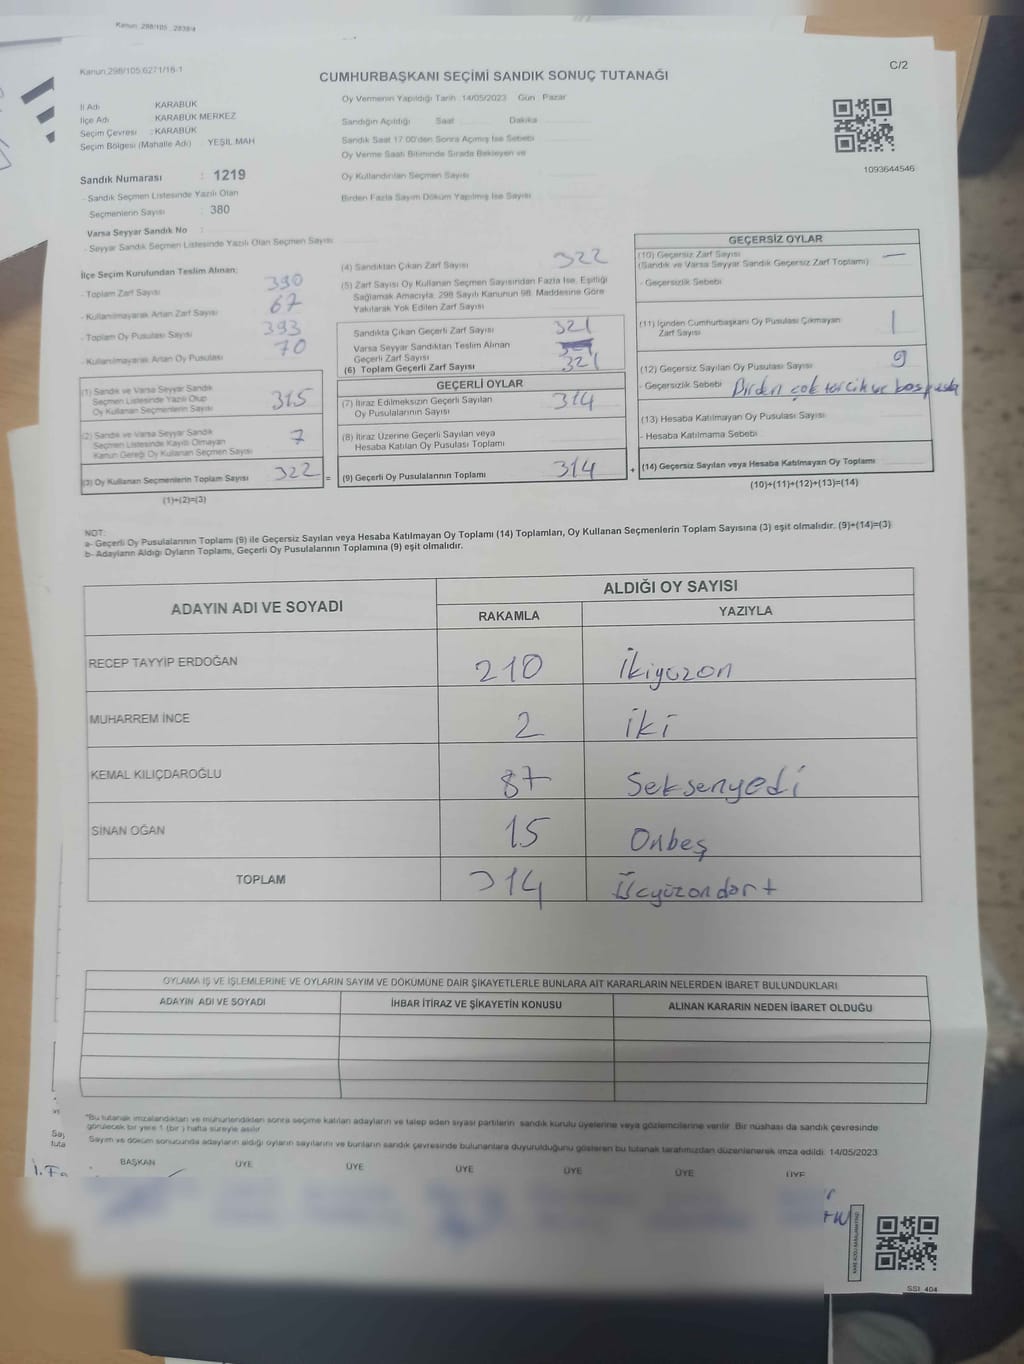 Kanun 298/105 2839/4
Kanun,298/105,6271/16-1
C/2
CUMHURBAŞKANI SEÇİMİ SANDIK SONUÇ TUTANAĞI
İl Adı KARABÜK
İlçe Adı KARABÜK MERKEZ
Seçim Çevresi : KARABÜK
Seçim Bölgesi (Mahalle Adı) YEŞİL MAH
Sandık Numarası : 1219
- Sandık Seçim Listesinde Yazılı Olan
Seçmenlerin Sayısı : 380
Varsa Seyyar Sandık No :
- Seyyar Sandık Seçim Listesinde Yazılı Olan Seçmen Sayısı
Oy Vermenin Yapıldığı Tarih :14/05/2023 Gün : Pazar
Sandığın Açıldığı Saat Dakika
Sandık Saat 17.00'den Sonra Açılmış İse Sebebi
Oy Verme Saati Bitiminde Sırada Bekleyen ve
Oy Kullandırılan Seçmen Sayısı
Birden Fazla Sayım Döküm Yapılmış İse Sayısı
1093644546
İlçe Seçim Kurulundan Teslim Alınan;
- Toplam Zarf Sayısı 390
- Kullanılmayarak Artan Zarf Sayısı 67
- Toplam Oy Pusulası Sayısı 393
- Kullanılmayarak Artan Oy Pusulası 70
(1) Sandık ve Varsa Seyyar Sandık
Seçmen Listesinde Yazılı Olup
Oy Kullanan Seçmenlerin Sayısı 315
(2) Sandık ve Varsa Seyyar Sandık
Seçmen Listesinde Kayıtlı Olmayan
Kanun Gereği Oy Kullanan Seçmen Sayısı 7
(3) Oy Kullanan Seçmenlerin Toplam Sayısı 322
(1)+(2)=(3)
(4) Sandıktan Çıkan Zarf Sayısı 322
(5) Zarf Sayısı Oy Kullanan Seçmen Sayısından Fazla İse, Eşitliği
Sağlamak Amacıyla, 298 Sayılı Kanunun 98. Maddesine Göre
Yakılarak Yok Edilen Zarf Sayısı
Sandıkta Çıkan Geçerli Zarf Sayısı 321
Varsa Seyyar Sandıktan Teslim Alınan
Geçerli Zarf Sayısı
(6) Toplam Geçerli Zarf Sayısı 321
GEÇERLİ OYLAR
(7) İtiraz Edilmeksizin Geçerli Sayılan
Oy Pusulalarının Sayısı 314
(8) İtiraz Üzerine Geçerli Sayılan veya
Hesaba Katılan Oy Pusulası Toplamı
= (9) Geçerli Oy Pusulalarının Toplamı 314 +
GEÇERSİZ OYLAR
(10) Geçersiz Zarf Sayısı —
(Sandık ve Varsa Seyyar Sandık Geçersiz Zarf Toplamı)
- Geçersizlik Sebebi
(11) İçinden Cumhurbaşkanı Oy Pusulası Çıkmayan
Zarf Sayısı 1
(12) Geçersiz Sayılan Oy Pusulası Sayısı 9
- Geçersizlik Sebebi Birden çok tercik ve boş pusla
(13) Hesaba Katılmayan Oy Pusulası Sayısı
- Hesaba Katılmama Sebebi
(14) Geçersiz Sayılan veya Hesaba Katılmayan Oy Toplamı
(10)+(11)+(12)+(13)=(14)
NOT:
a- Geçerli Oy Pusulalarının Toplamı (9) ile Geçersiz Sayılan veya Hesaba Katılmayan Oy Toplamı (14) Toplamları, Oy Kullanan Seçmenlerin Toplam Sayısına (3) eşit olmalıdır. (9)+(14)=(3)
b- Adayların Aldığı Oyların Toplamı, Geçerli Oy Pusulalarının Toplamına (9) eşit olmalıdır.
ADAYIN ADI VE SOYADI ALDIĞI OY SAYISI
RAKAMLA YAZIYLA
RECEP TAYYİP ERDOĞAN 210 İkiyüzon
MUHARREM İNCE 2 iki
KEMAL KILIÇDAROĞLU 87 Seksenyedi
SİNAN OĞAN 15 Onbeş
TOPLAM 314 Üçyüzondört
OYLAMA İŞ VE İŞLEMLERİNE VE OYLARIN SAYIM VE DÖKÜMÜNE DAİR ŞİKAYETLERLE BUNLARA AİT KARARLARIN NELERDEN İBARET BULUNDUKLARI
ADAYIN ADI VE SOYADI İHBAR İTİRAZ VE ŞİKAYETİN KONUSU ALINAN KARARIN NEDEN İBARET OLDUĞU
"Bu tutanak imzalandıktan ve mühürlendikten sonra seçime katılan adayların ve talep eden siyasi partilerin sandık kurulu üyelerine veya gözlemcilerine verilir. Bir nüshası da sandık çevresinde
görülecek bir yere 1 (bir ) hafta süreyle asılır.
Sayım ve döküm sonucunda adayların aldığı oyların sayılarını ve bunların sandık çevresinde bulunanlara duyurulduğunu gösteren bu tutanak tarafımızdan düzenlenerek imza edildi. 14/05/2023
BAŞKAN ÜYE ÜYE ÜYE ÜYE ÜYE ÜYE
SSI 404